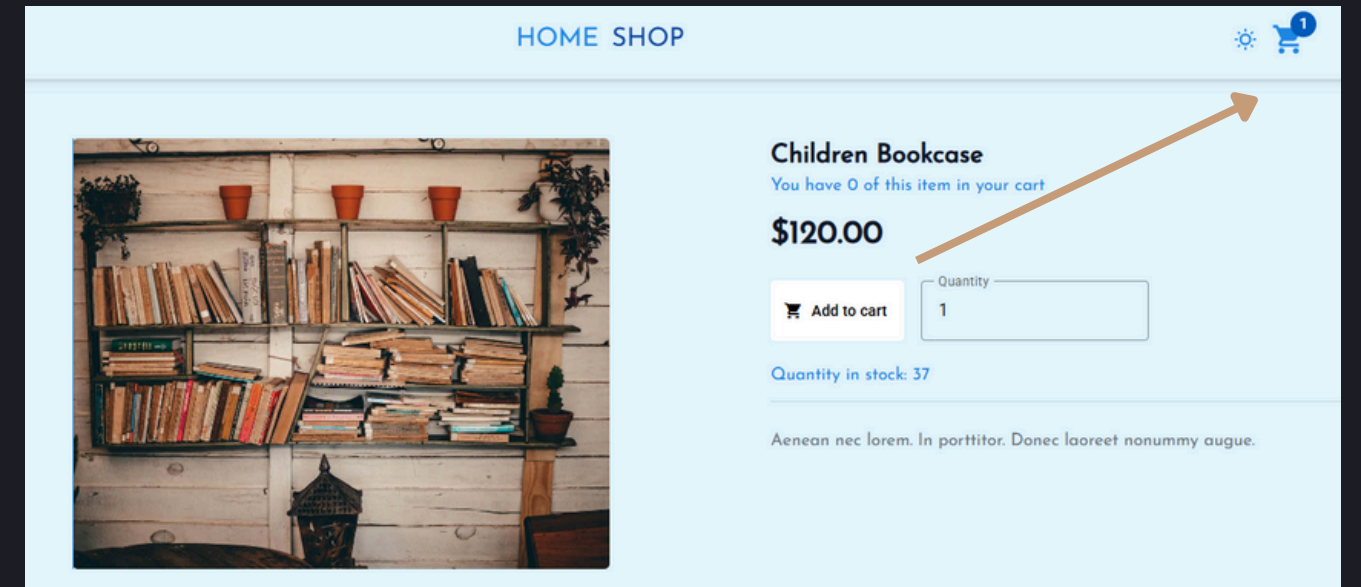 HOME SHOP
1
Children Bookcase
You have 0 of this item in your cart
$120.00
Add to cart
Quantity
1
Quantity in stock: 37
Aenean nec lorem. In porttitor. Donec laoreet nonummy augue.